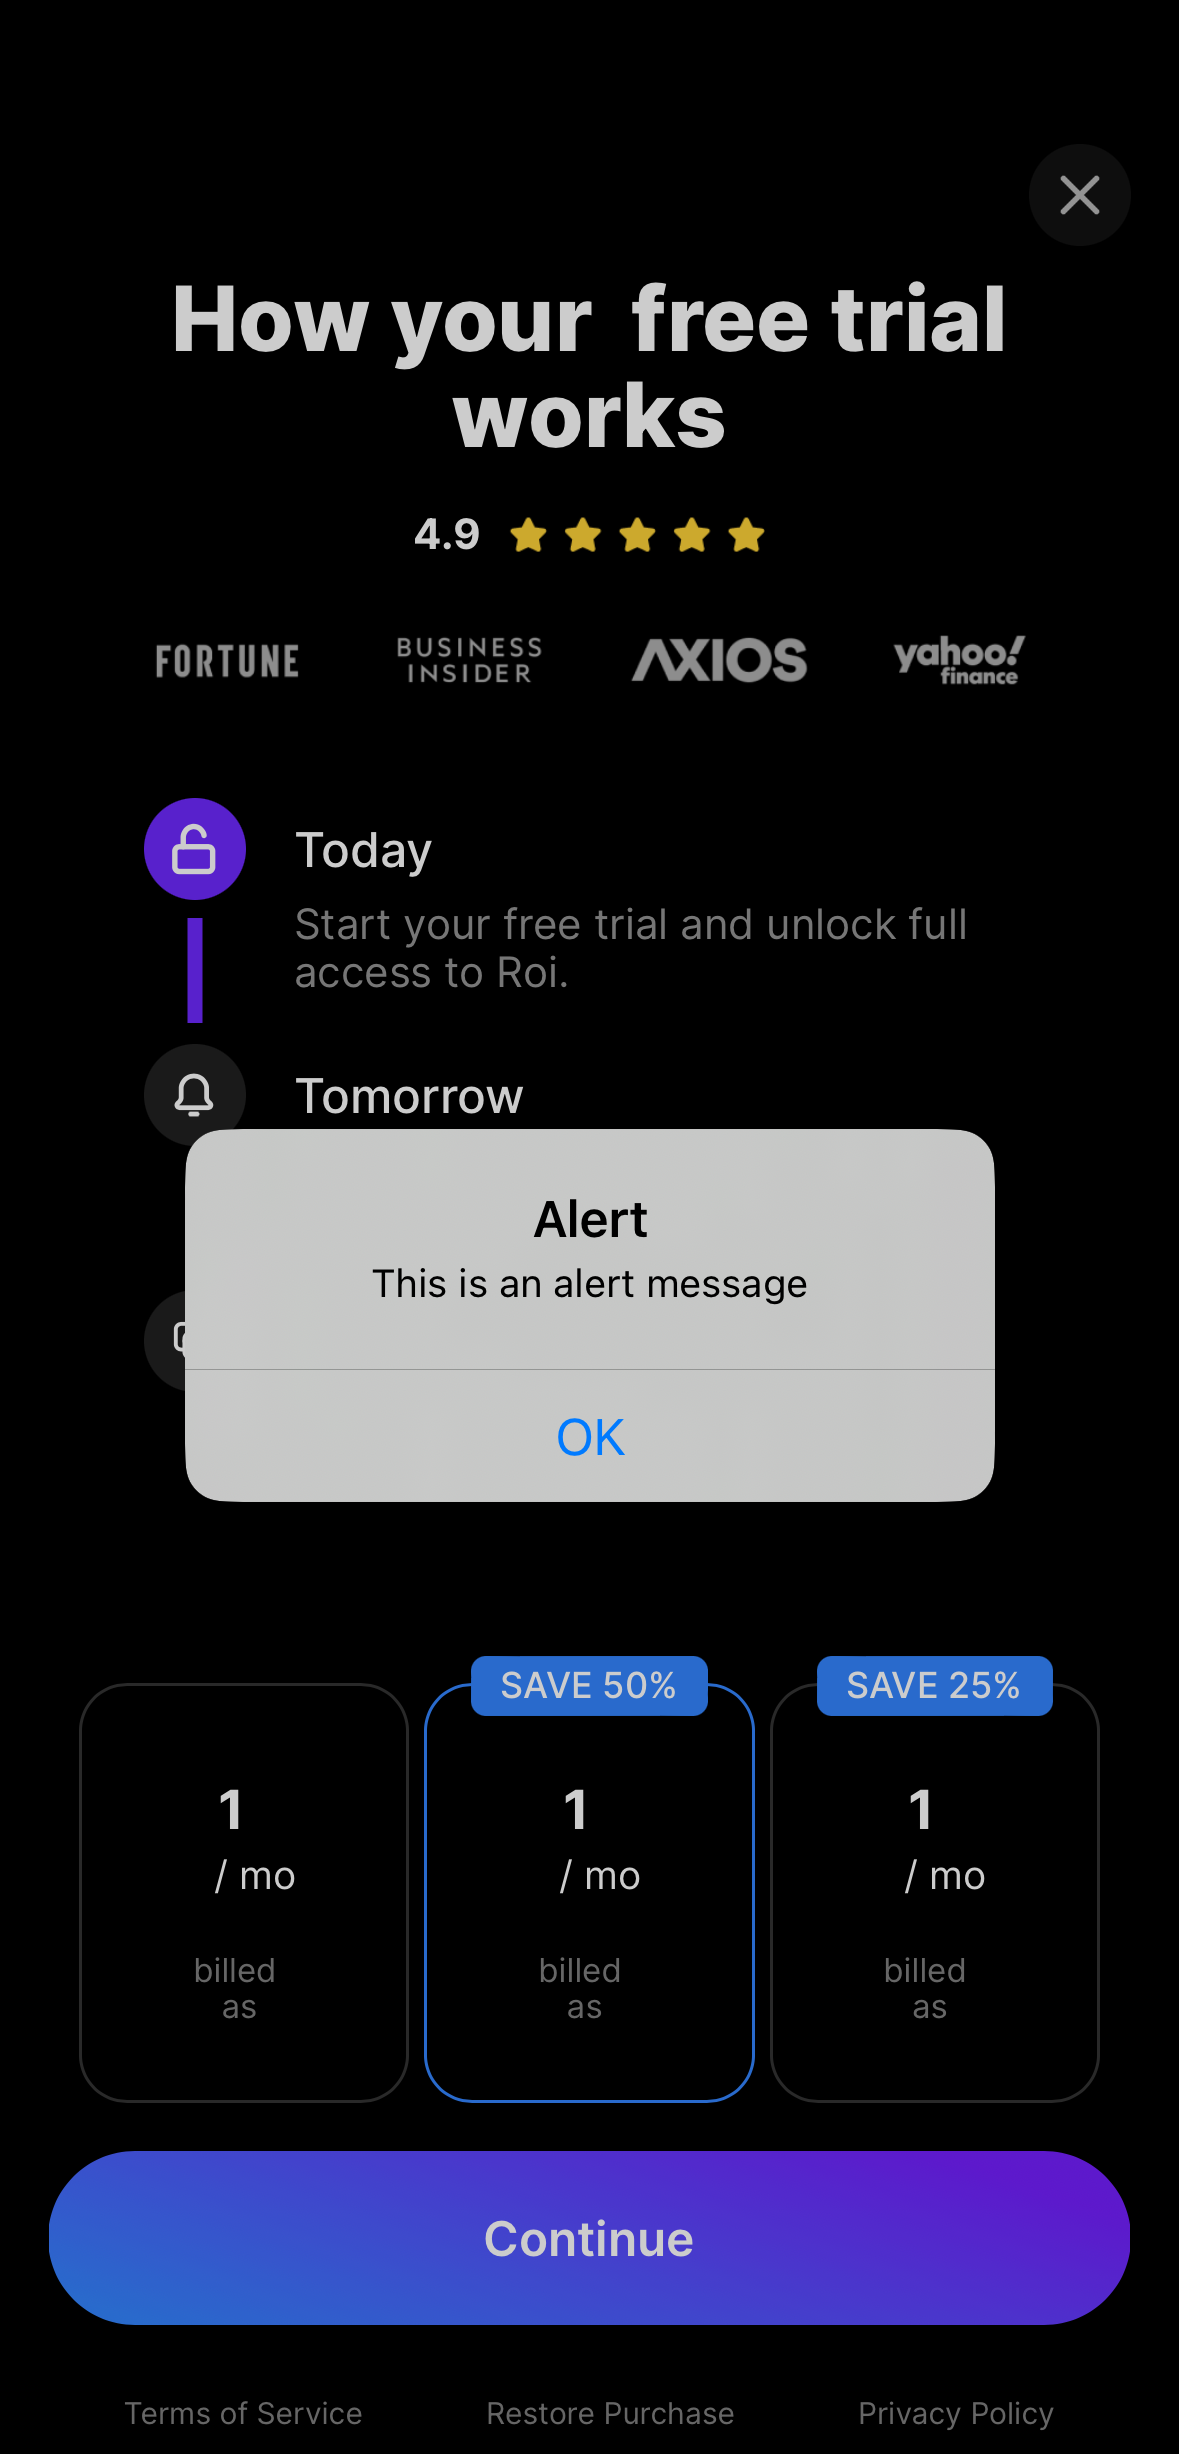 How your  free trial
works
4.9
FORTUNE
BUSINESS
INSIDER
AXIOS
yahoo!
finance
Today
Start your free trial and unlock full
access to Roi.
Tomorrow
Alert
This is an alert message
OK
SAVE 50%
SAVE 25%
1
/ mo
billed
as
1
/ mo
billed
as
1
/ mo
billed
as
Continue
Terms of Service
Restore Purchase
Privacy Policy